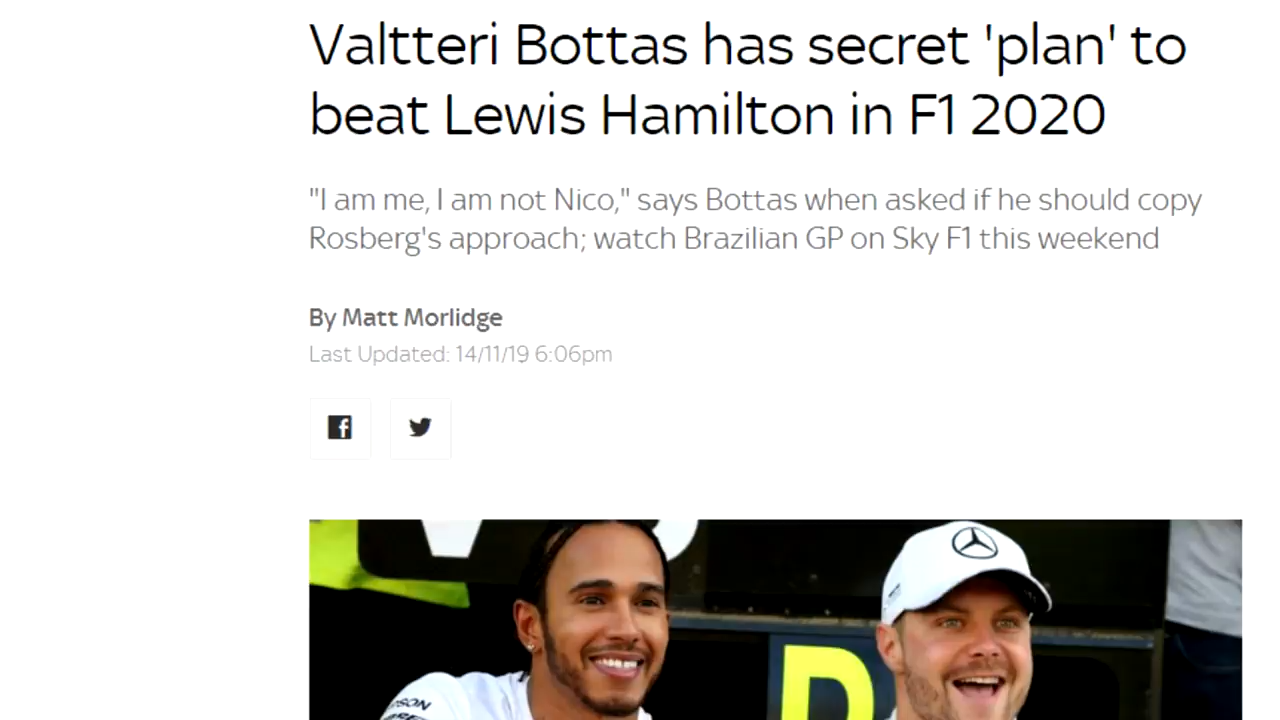 Valtteri Bottas has secret 'plan' to
beat Lewis Hamilton in F1 2020
"I am me, I am not Nico," says Bottas when asked if he should copy
Rosberg's approach; watch Brazilian GP on Sky F1 this weekend
By Matt Morlidge
Last Updated: 14/11/19 6:06pm